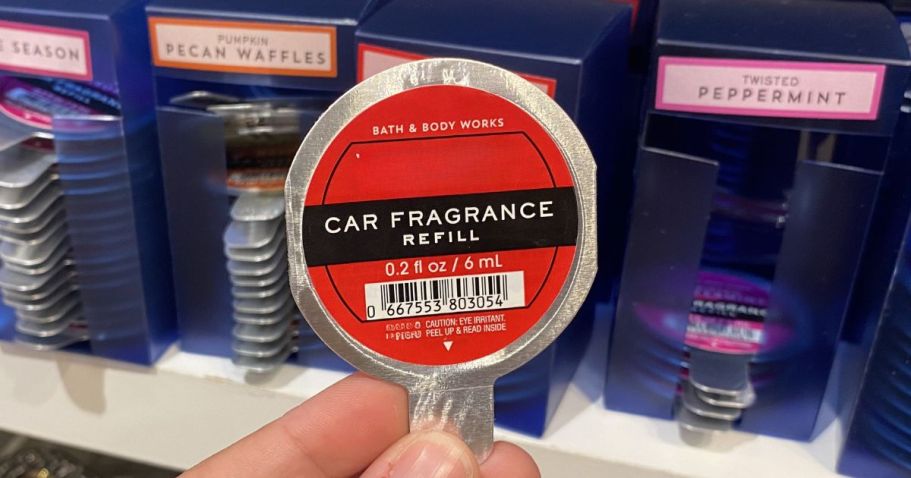 E SEASON
PUMPKIN
PECAN WAFFLES
TWISTED
PEPPERMINT
REFILL
BATH & BODY WORKS
CAR FRAGRANCE
REFILL
0.2 fl oz / 6 mL
0 667553 803054
CAUTION: EYE IRRITANT.
PEEL UP & READ INSIDE